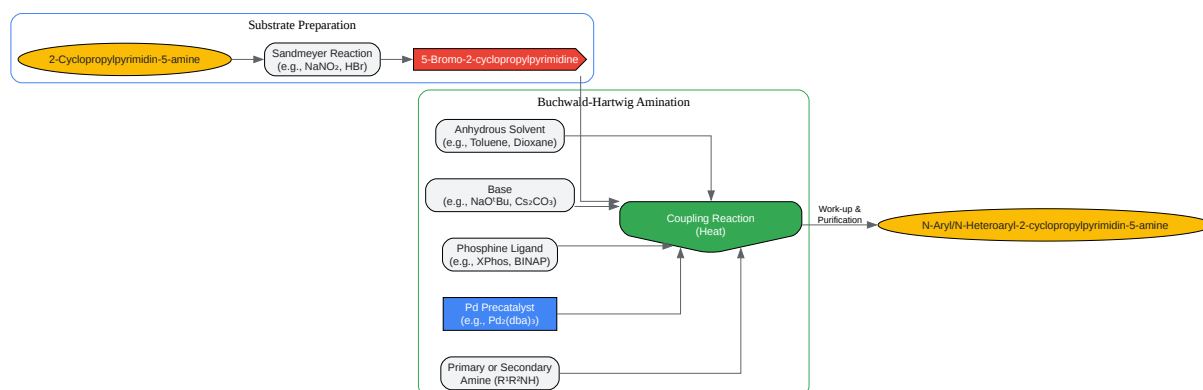 Substrate Preparation
2-Cyclopropylpyrimidin-5-amine
Sandmeyer Reaction
(e.g., NaNO₂, HBr)
5-Bromo-2-cyclopropylpyrimidine
Buchwald-Hartwig Amination
Anhydrous Solvent
(e.g., Toluene, Dioxane)
Base
(e.g., NaOᵗBu, Cs₂CO₃)
Coupling Reaction
(Heat)
Work-up &
Purification
N-Aryl/N-Heteroaryl-2-cyclopropylpyrimidin-5-amine
Phosphine Ligand
(e.g., XPhos, BINAP)
Pd Precatalyst
(e.g., Pd₂(dba)₃)
Primary or Secondary
Amine (R¹R²NH)